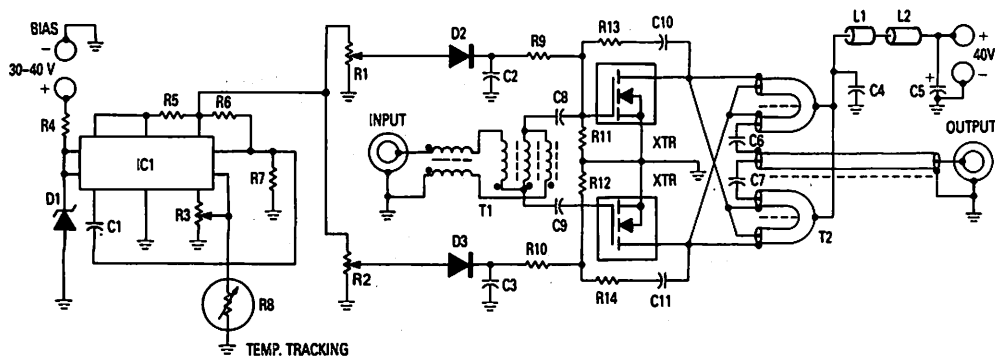 BIAS
−
30–40 V
+
R4
R5
R6
IC1
D1
C1
R3
R7
R8
TEMP. TRACKING
R1
R2
D2
D3
C2
C3
R9
R10
INPUT
T1
C8
C9
R11
R12
R13
R14
C10
C11
XTR
XTR
C6
C7
T2
L1
L2
C4
+
C5
+
40V
−
OUTPUT